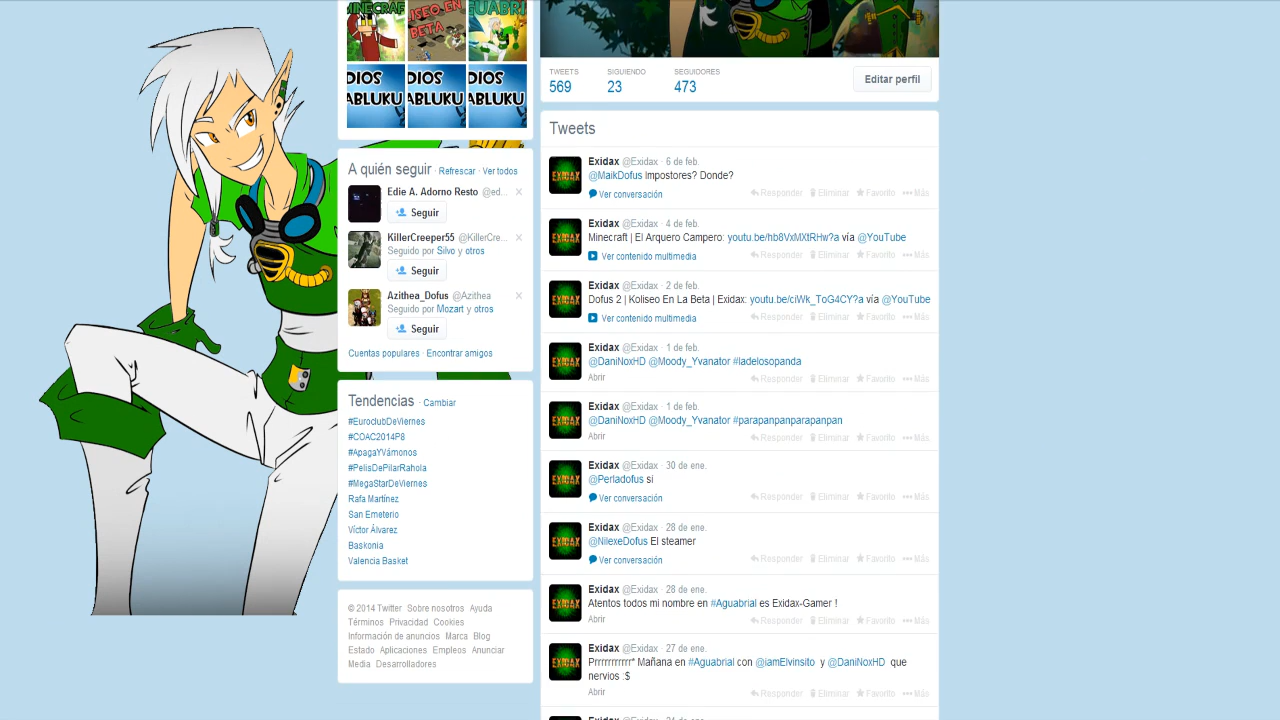 MINECRAFT
LISEO EN
BETA
GUABRI
DIOS
ABLUKU
DIOS
ABLUKU
DIOS
ABLUKU
A quién seguir · Refrescar · Ver todos
Edie A. Adorno Resto @ed...
Seguir
KillerCreeper55 @KillerCre...
Seguido por Silvo y otros
Seguir
Azithea_Dofus @Azithea
Seguido por Mozart y otros
Seguir
Cuentas populares · Encontrar amigos
Tendencias · Cambiar
#EuroclubDeViernes
#COAC2014P8
#ApagaYVámonos
#PelisDePilarRahola
#MegaStarDeViernes
Rafa Martínez
San Emeterio
Víctor Álvarez
Baskonia
Valencia Basket
© 2014 Twitter Sobre nosotros Ayuda
Términos Privacidad Cookies
Información de anuncios Marca Blog
Estado Aplicaciones Empleos Anunciar
Media Desarrolladores
TWEETS SIGUIENDO SEGUIDORES
569 23 473
Editar perfil
Tweets
Exidax @Exidax · 6 de feb.
@MaikDofus Impostores? Donde?
Ver conversación Responder Eliminar Favorito Más
Exidax @Exidax · 4 de feb.
Minecraft | El Arquero Campero: youtu.be/hb8VxMXtRHw?a vía @YouTube
Ver contenido multimedia Responder Eliminar Favorito Más
Exidax @Exidax · 2 de feb.
Dofus 2 | Koliseo En La Beta | Exidax: youtu.be/ciWk_ToG4CY?a vía @YouTube
Ver contenido multimedia Responder Eliminar Favorito Más
Exidax @Exidax · 1 de feb.
@DaniNoxHD @Moody_Yvanator #ladelosopanda
Abrir Responder Eliminar Favorito Más
Exidax @Exidax · 1 de feb.
@DaniNoxHD @Moody_Yvanator #parapanpanparapanpan
Abrir Responder Eliminar Favorito Más
Exidax @Exidax · 30 de ene.
@Perladofus si
Ver conversación Responder Eliminar Favorito Más
Exidax @Exidax · 28 de ene.
@NilexeDofus El steamer
Ver conversación Responder Eliminar Favorito Más
Exidax @Exidax · 28 de ene.
Atentos todos mi nombre en #Aguabrial es Exidax-Gamer !
Abrir Responder Eliminar Favorito Más
Exidax @Exidax · 27 de ene.
Prrrrrrrrrrr* Mañana en #Aguabrial con @iamElvinsito y @DaniNoxHD que
nervios :$
Abrir Responder Eliminar Favorito Más